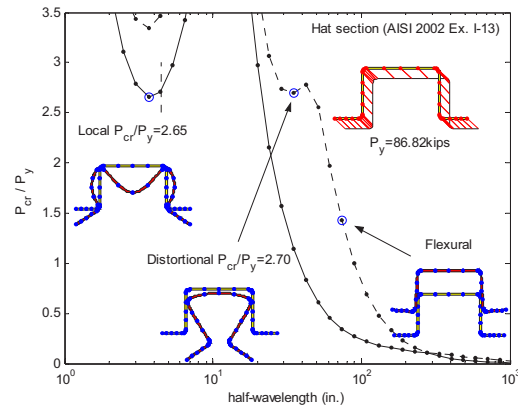 Hat section (AISI 2002 Ex. I-13)
3.5
3
2.5
2
1.5
1
0.5
0
P_cr / P_y
Local P_cr/P_y=2.65
P_y=86.82kips
Distortional P_cr/P_y=2.70
Flexural
10^0
10^1
10^2
10^3
half-wavelength (in.)